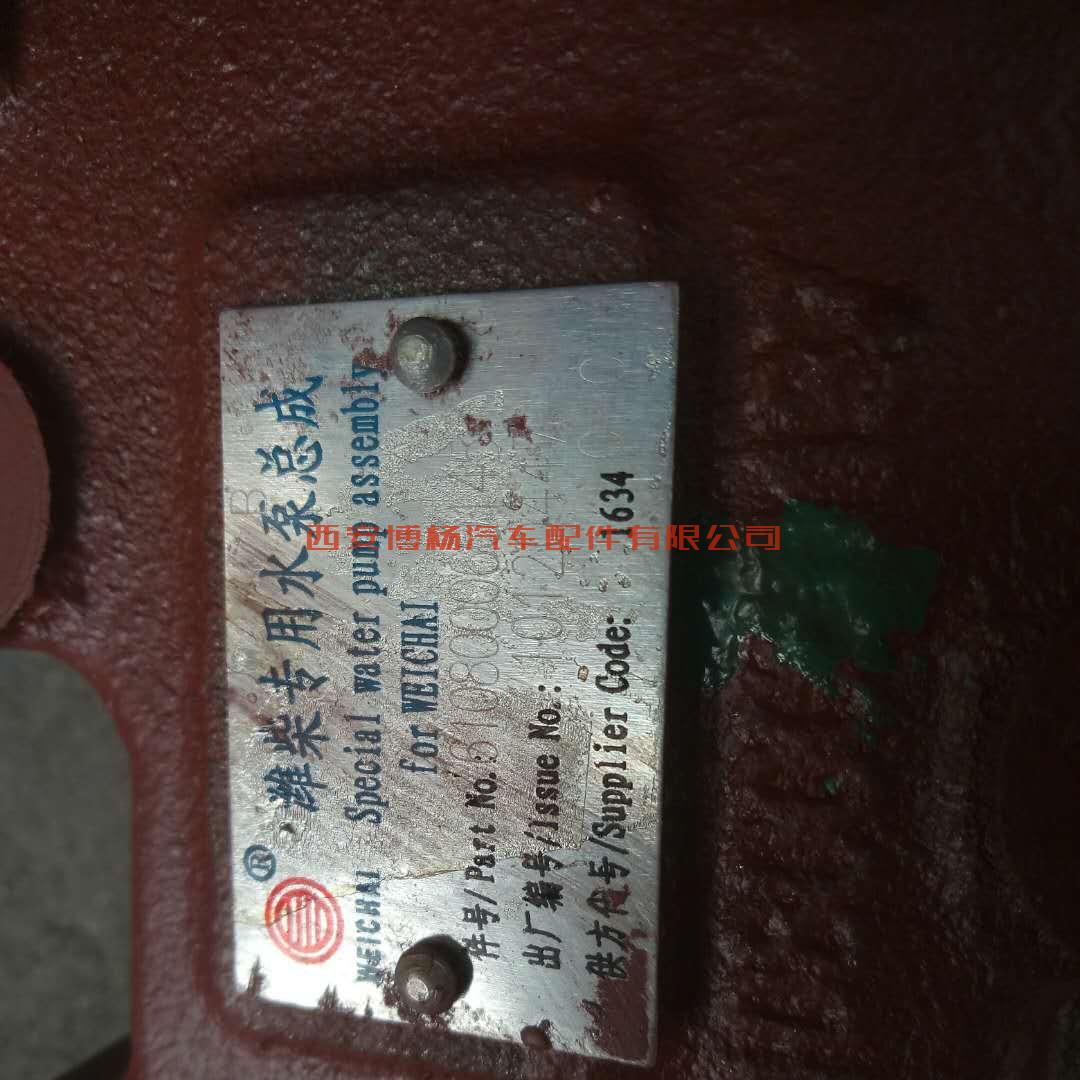 潍柴专用水泵总成
WEICHAI Special water pump assembly
for WEICHAI
件号/Part No.:
出厂编号/Issue No.:
供方代号/Supplier Code: 1634
西安博杨汽车配件有限公司